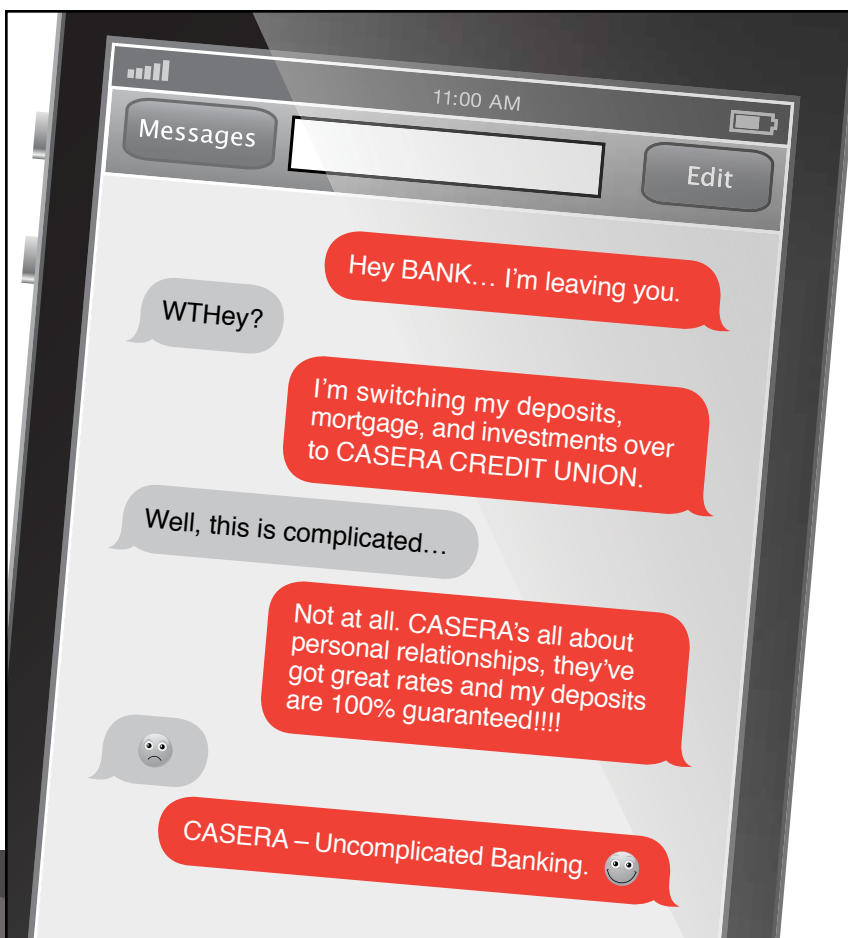 11:00 AM
Messages
Edit
Hey BANK… I’m leaving you.
WTHey?
I’m switching my deposits,
mortgage, and investments over
to CASERA CREDIT UNION.
Well, this is complicated…
Not at all. CASERA’s all about
personal relationships, they’ve
got great rates and my deposits
are 100% guaranteed!!!!
CASERA – Uncomplicated Banking.